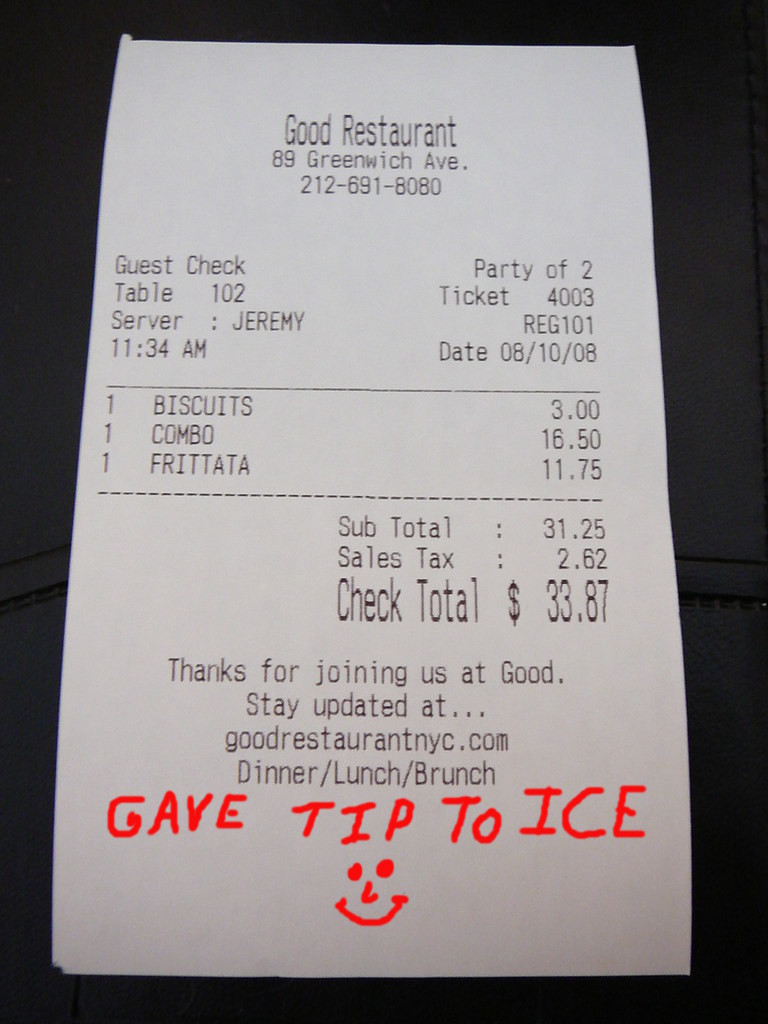 Good Restaurant
89 Greenwich Ave.
212-691-8080
Guest Check Party of 2
Table 102 Ticket 4003
Server : JEREMY REG101
11:34 AM Date 08/10/08
1 BISCUITS 3.00
1 COMBO 16.50
1 FRITTATA 11.75
Sub Total : 31.25
Sales Tax : 2.62
Check Total $ 33.87
Thanks for joining us at Good.
Stay updated at...
goodrestaurantnyc.com
Dinner/Lunch/Brunch
GAVE TIP TO ICE